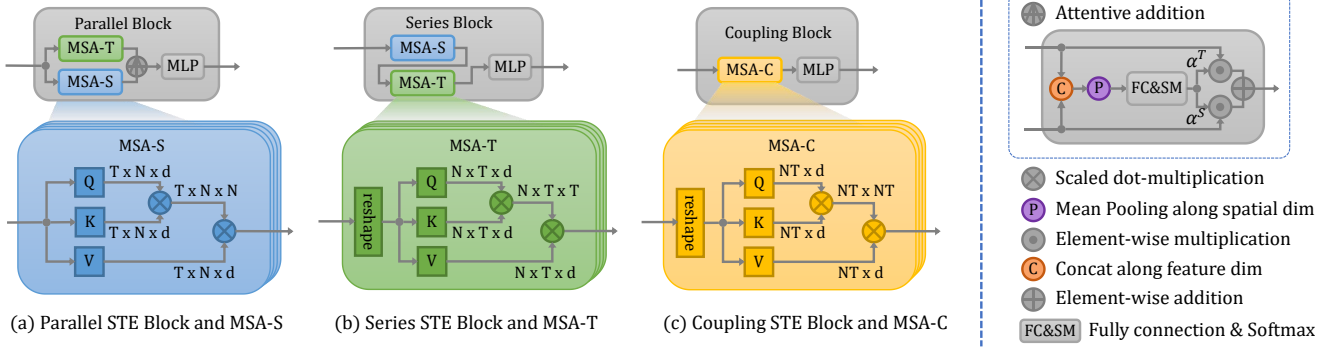 Parallel Block
MSA-T
MSA-S
MLP
MSA-S
Q
K
V
T x N x d
T x N x N
T x N x d
T x N x d
(a) Parallel STE Block and MSA-S
Series Block
MSA-S
MSA-T
MLP
MSA-T
reshape
Q
K
V
N x T x d
N x T x T
N x T x d
N x T x d
(b) Series STE Block and MSA-T
Coupling Block
MSA-C
MLP
MSA-C
reshape
Q
K
V
NT x d
NT x NT
NT x d
NT x d
(c) Coupling STE Block and MSA-C
Attentive addition
C
P
FC&SM
α^T
α^S
Scaled dot-multiplication
P Mean Pooling along spatial dim
Element-wise multiplication
C Concat along feature dim
Element-wise addition
FC&SM Fully connection & Softmax